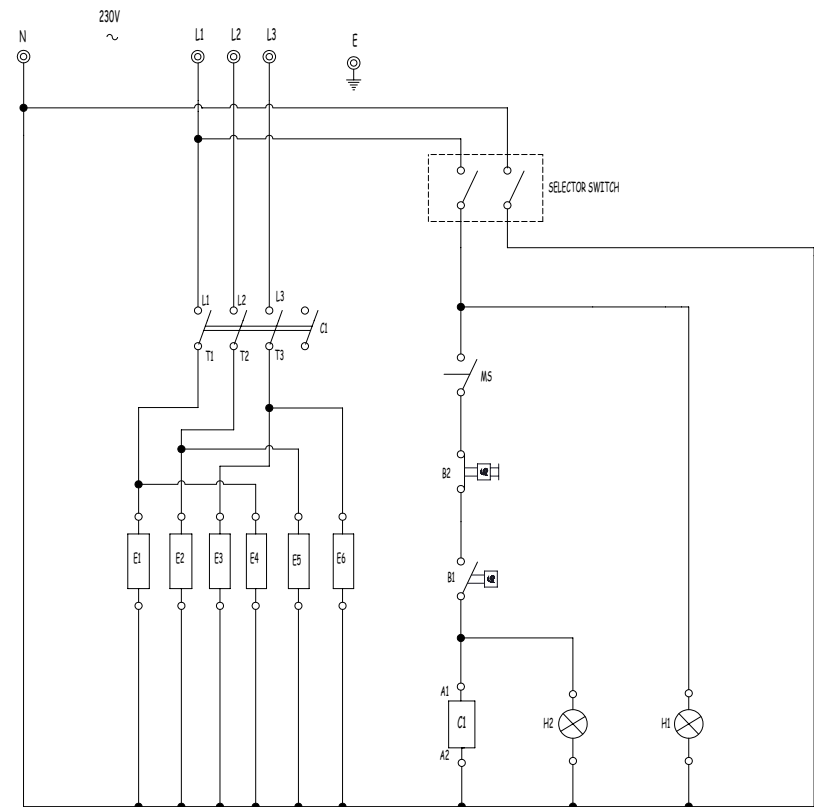 230V
N
~
L1
L2
L3
E
SELECTOR SWITCH
L1
L2
L3
C1
T1
T2
T3
MS
B2
B1
E1
E2
E3
E4
E5
E6
A1
C1
A2
H2
H1